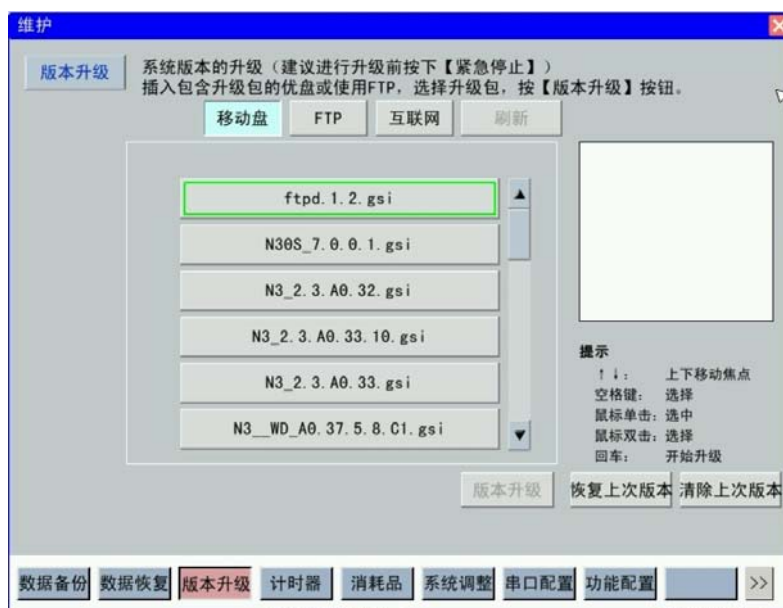 维护
版本升级
系统版本的升级（建议进行升级前按下【紧急停止】）
插入包含升级包的优盘或使用FTP，选择升级包，按【版本升级】按钮。
移动盘 FTP 互联网 刷新
ftpd.1.2.gsi
N30S_7.0.0.1.gsi
N3_2.3.A0.32.gsi
N3_2.3.A0.33.10.gsi
N3_2.3.A0.33.gsi
N3__WD_A0.37.5.8.C1.gsi
提示
↑↓： 上下移动焦点
空格键： 选择
鼠标单击：选中
鼠标双击：选择
回车： 开始升级
版本升级 恢复上次版本 清除上次版本
数据备份 数据恢复 版本升级 计时器 消耗品 系统调整 串口配置 功能配置 >>